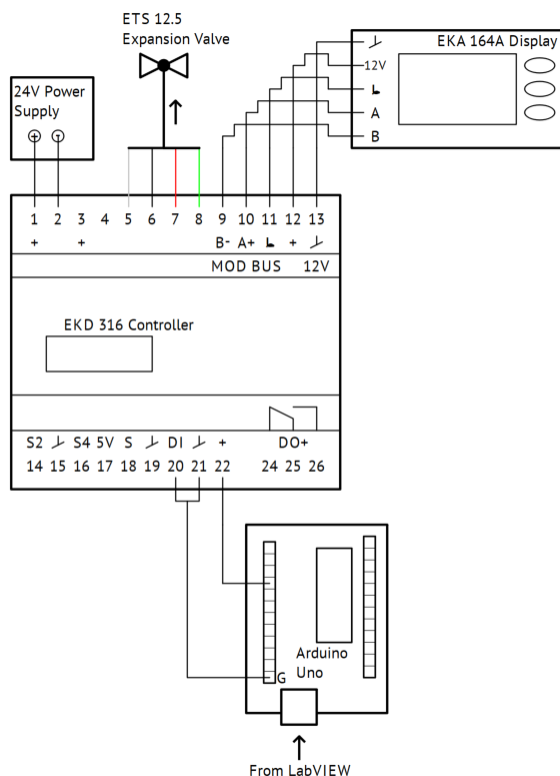 ETS 12.5
Expansion Valve
EKA 164A Display
12V
A
B
24V Power
Supply
+ -
1 2 3 4 5 6 7 8 9 10 11 12 13
+ + B- A+ +
MOD BUS 12V
EKD 316 Controller
S2 S4 5V S DI + DO+
14 15 16 17 18 19 20 21 22 24 25 26
Arduino
Uno
G
From LabVIEW